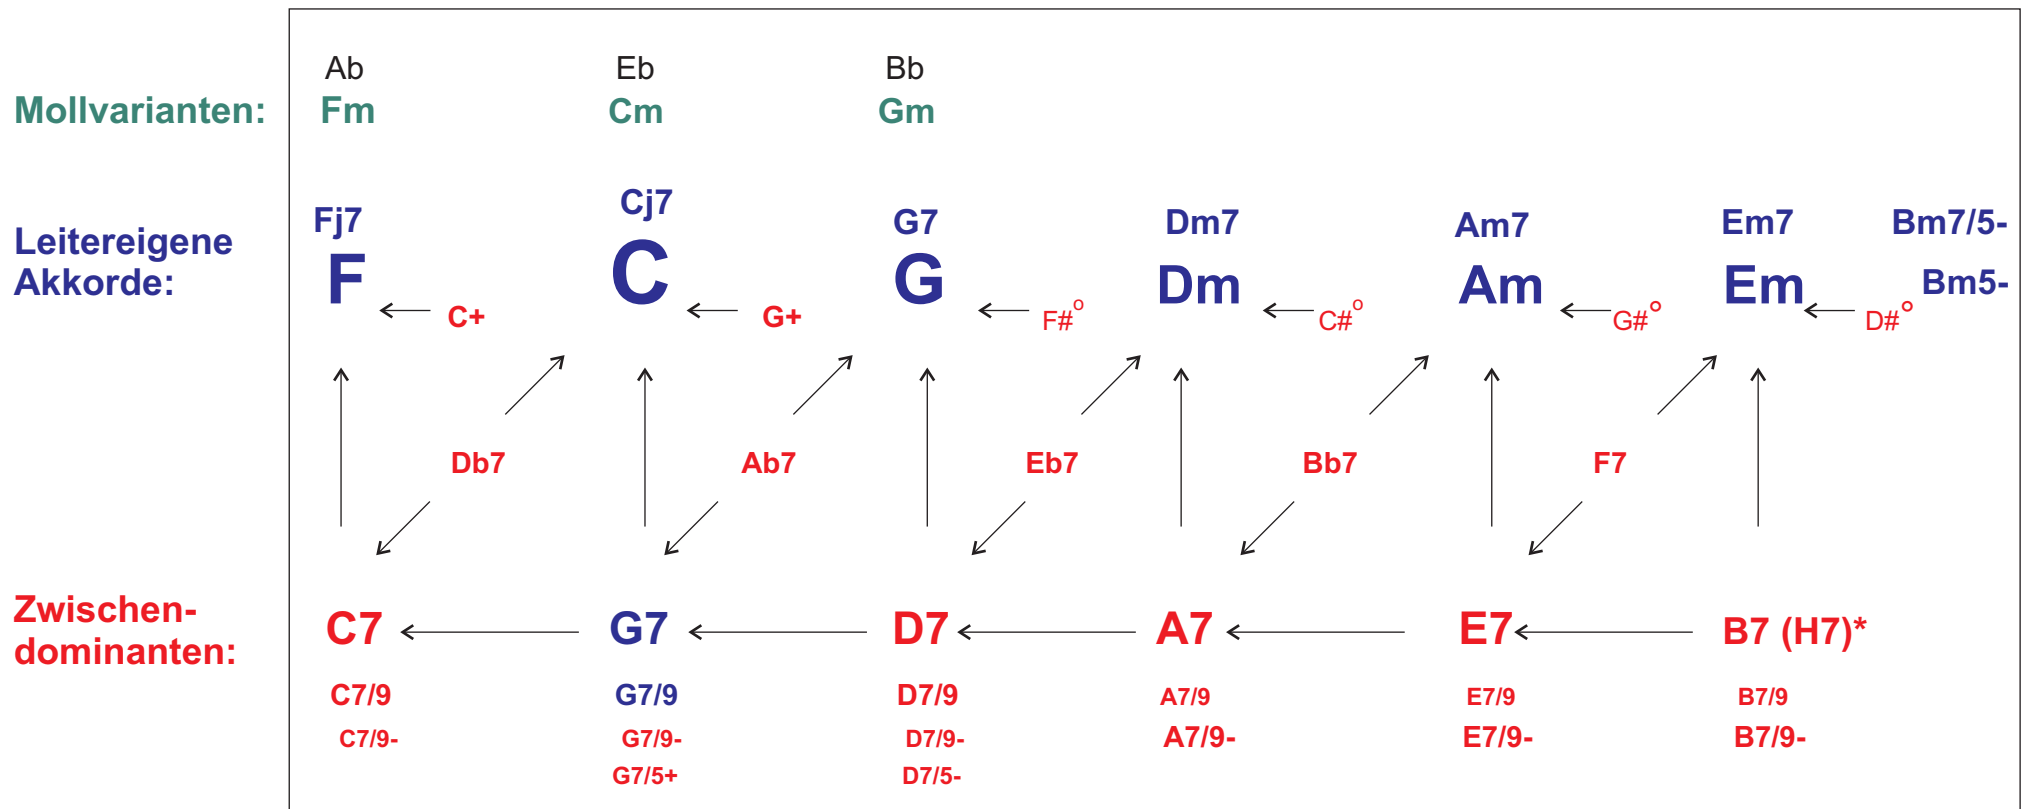 Ab Eb Bb
Mollvarianten: Fm Cm Gm
Fj7 Cj7 G7 Dm7 Am7 Em7 Bm7/5-
Leitereigene
Akkorde: F C G Dm Am Em Bm5-
C+ G+ F#° C#° G#° D#°
Db7 Ab7 Eb7 Bb7 F7
Zwischen-
dominanten: C7 G7 D7 A7 E7 B7 (H7)*
C7/9 G7/9 D7/9 A7/9 E7/9 B7/9
C7/9- G7/9- D7/9- A7/9- E7/9- B7/9-
G7/5+ D7/5-